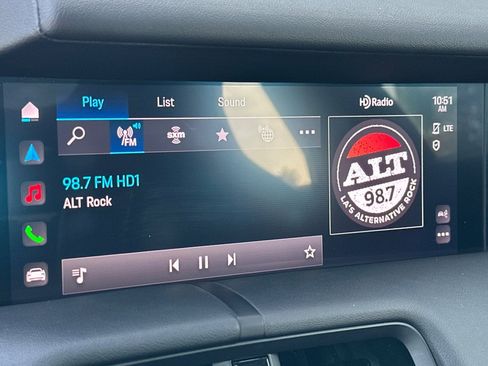 Play List Sound HD Radio 10:51
AM
FM sxm LTE
98.7 FM HD1
ALT Rock
ALT
98.7
LA'S ALTERNATIVE ROCK